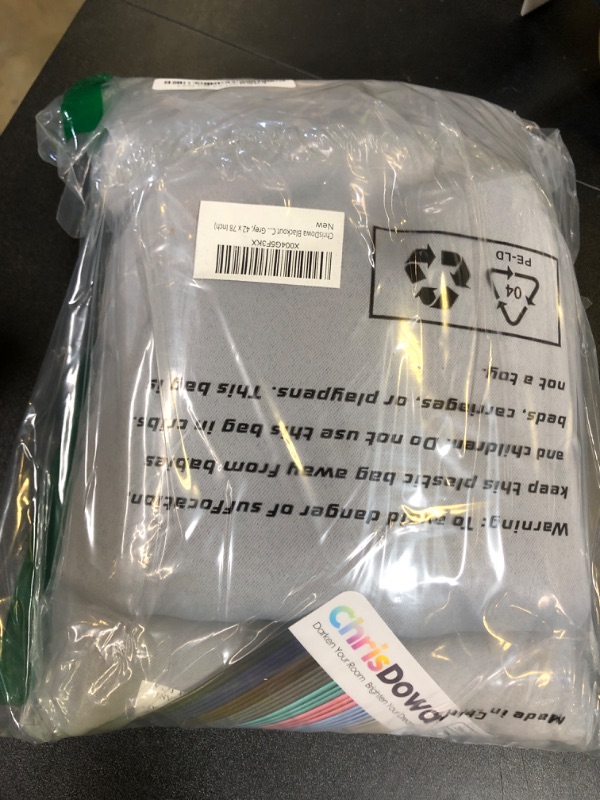 Warning: To avoid danger of suffocation,
keep this plastic bag away from babies
and children. Do not use this bag in cribs,
beds, carriages, or playpens. This bag is
not a toy.
04
PE-LD
X004G5F3KX
ChrisDowa Blackout C... Grey, 42 x 78 Inch)
New
ChrisDowa
Darken Your Room, Brighten Your
Made in